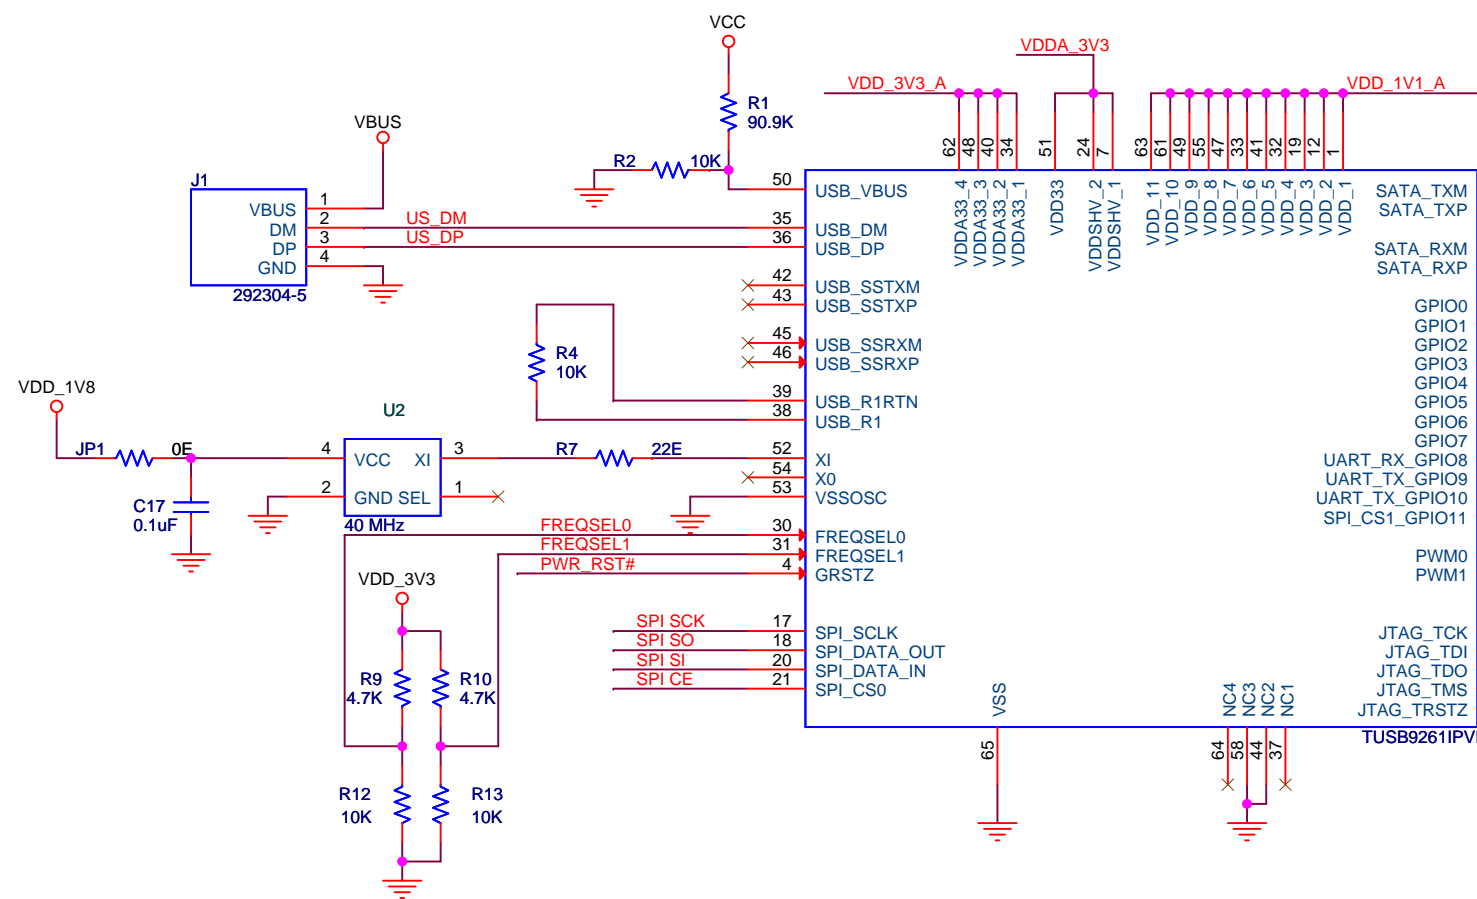 VCC
VDDA_3V3
VDD_3V3_A
VDD_1V1_A
R1
90.9K
VBUS
R2
10K
62
48
40
34
51
24
7
63
61
49
55
47
33
41
32
19
12
1
J1
VBUS
DM
DP
GND
1
2
3
4
292304-5
US_DM
US_DP
50
USB_VBUS
35
USB_DM
36
USB_DP
42
USB_SSTXM
43
USB_SSTXP
45
USB_SSRXM
46
USB_SSRXP
39
USB_R1RTN
38
USB_R1
VDDA33_4
VDDA33_3
VDDA33_2
VDDA33_1
VDD33
VDDSHV_2
VDDSHV_1
VDD_11
VDD_10
VDD_9
VDD_8
VDD_7
VDD_6
VDD_5
VDD_4
VDD_3
VDD_2
VDD_1
SATA_TXM
SATA_TXP
SATA_RXM
SATA_RXP
GPIO0
GPIO1
GPIO2
GPIO3
GPIO4
GPIO5
GPIO6
GPIO7
UART_RX_GPIO8
UART_TX_GPIO9
UART_TX_GPIO10
SPI_CS1_GPIO11
PWM0
PWM1
JTAG_TCK
JTAG_TDI
JTAG_TDO
JTAG_TMS
JTAG_TRSTZ
TUSB9261IPV
R4
10K
VDD_1V8
JP1
0E
C17
0.1uF
U2
4
VCC
XI
3
2
GND
SEL
1
40 MHz
R7
22E
52
XI
54
X0
53
VSSOSC
FREQSEL0
30
FREQSEL0
FREQSEL1
31
FREQSEL1
PWR_RST#
4
GRSTZ
SPI SCK
17
SPI_SCLK
SPI SO
18
SPI_DATA_OUT
SPI SI
20
SPI_DATA_IN
SPI CE
21
SPI_CS0
VDD_3V3
R9
4.7K
R10
4.7K
R12
10K
R13
10K
VSS
65
NC4
NC3
NC2
NC1
64
58
44
37